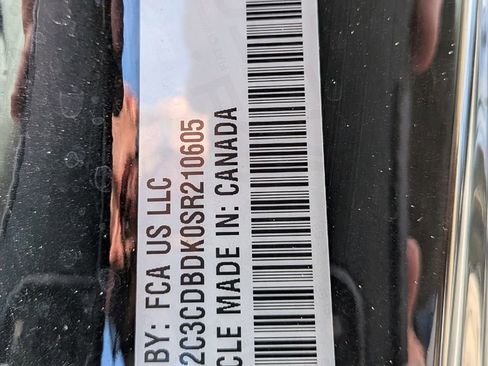 BY: FCA US LLC
2C3CDBDK0SR210605
CLE MADE IN: CANADA